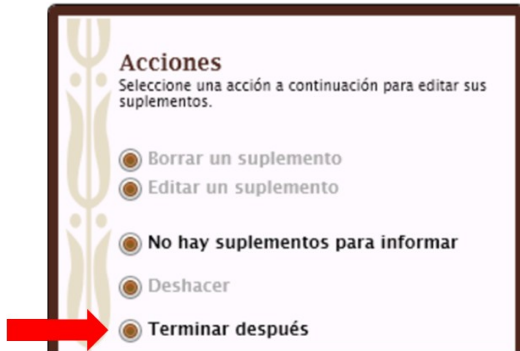 Acciones
Seleccione una acción a continuación para editar sus
suplementos.
Borrar un suplemento
Editar un suplemento
No hay suplementos para informar
Deshacer
Terminar después